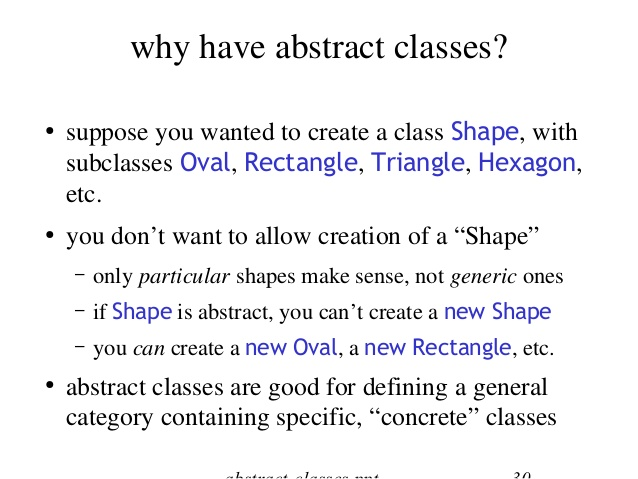 why have abstract classes?
• suppose you wanted to create a class Shape, with
subclasses Oval, Rectangle, Triangle, Hexagon,
etc.
• you don’t want to allow creation of a “Shape”
– only particular shapes make sense, not generic ones
– if Shape is abstract, you can’t create a new Shape
– you can create a new Oval, a new Rectangle, etc.
• abstract classes are good for defining a general
category containing specific, “concrete” classes
abstract-classes.ppt 30